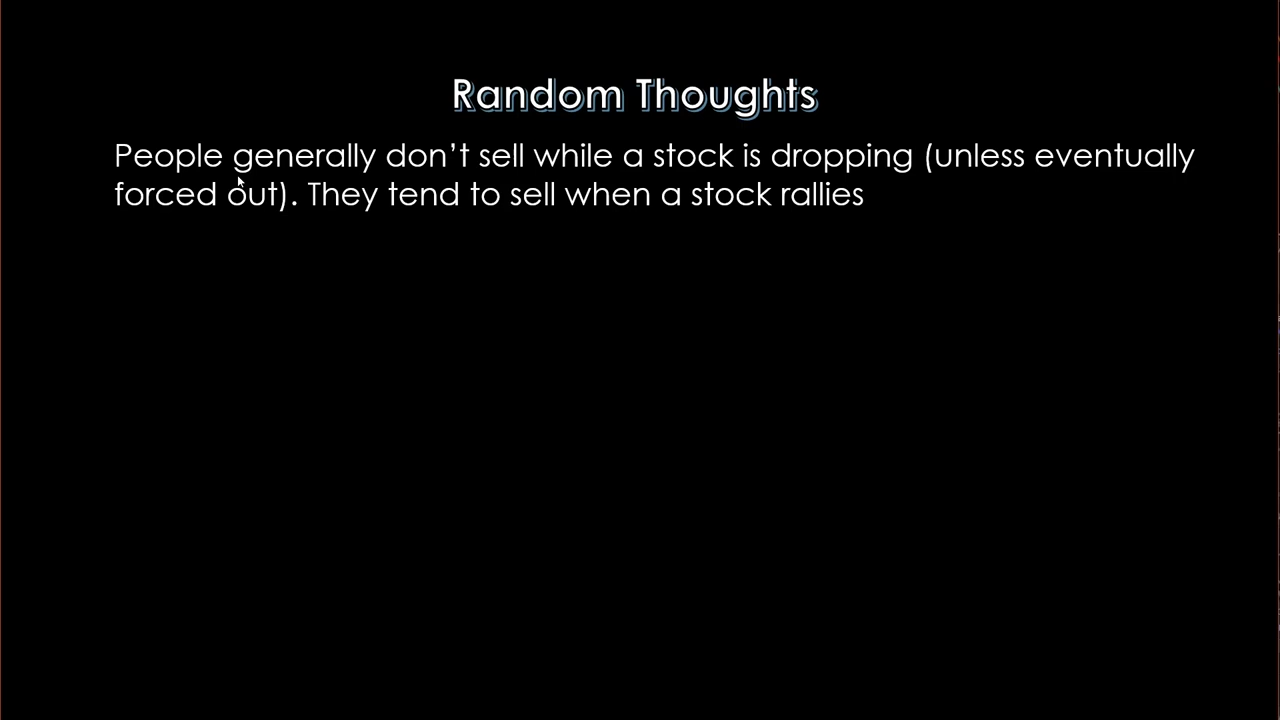 Random Thoughts
People generally don’t sell while a stock is dropping (unless eventually
forced out). They tend to sell when a stock rallies